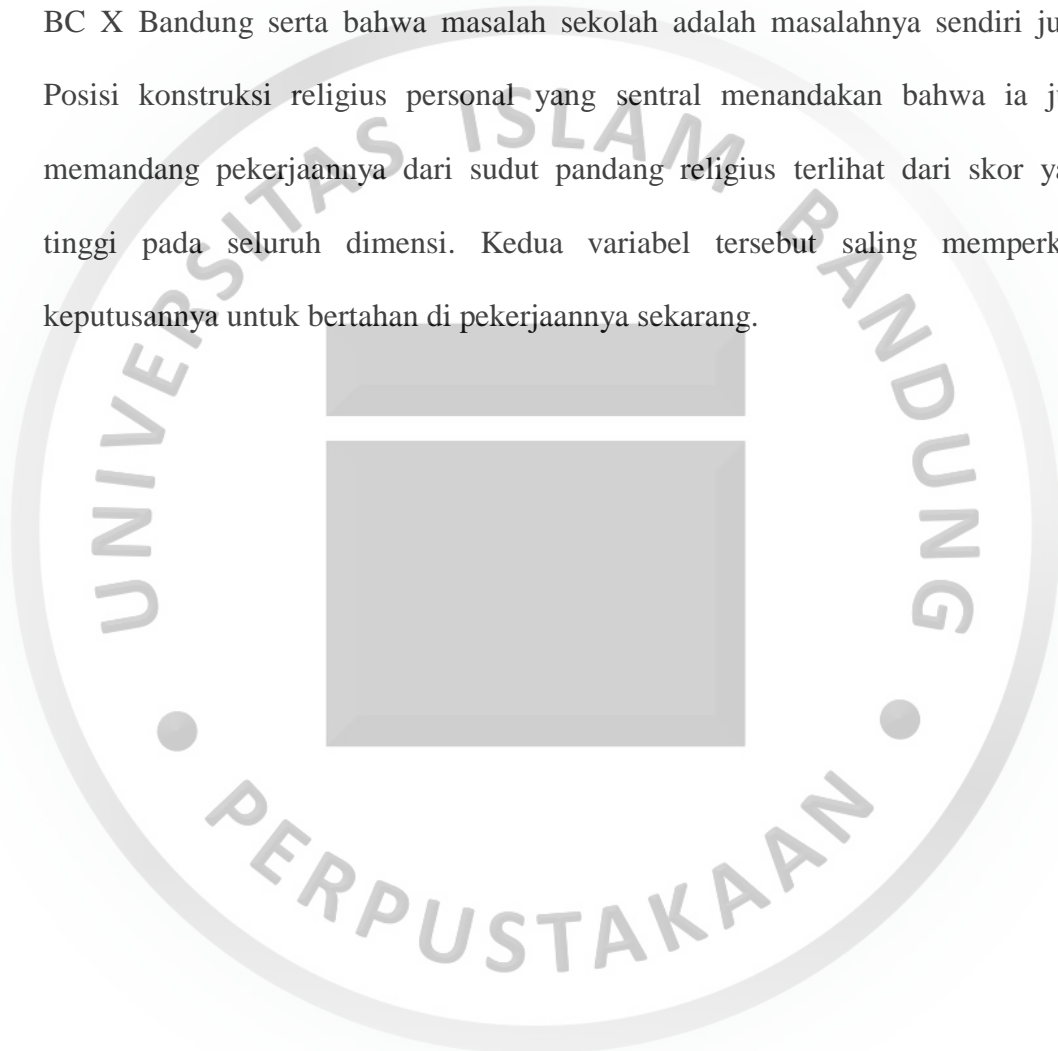 BC X Bandung serta bahwa masalah sekolah adalah masalahnya sendiri
Posisi konstruksi religius personal yang sentral menandakan bahwa ia
memandang pekerjaannya dari sudut pandang religius terlihat dari skor
tinggi pada seluruh dimensi. Kedua variabel tersebut saling
keputusannya untuk bertahan di pekerjaannya sekarang.
UNIVERSITAS ISLAM BANDUNG
PERPUSTAKAAN